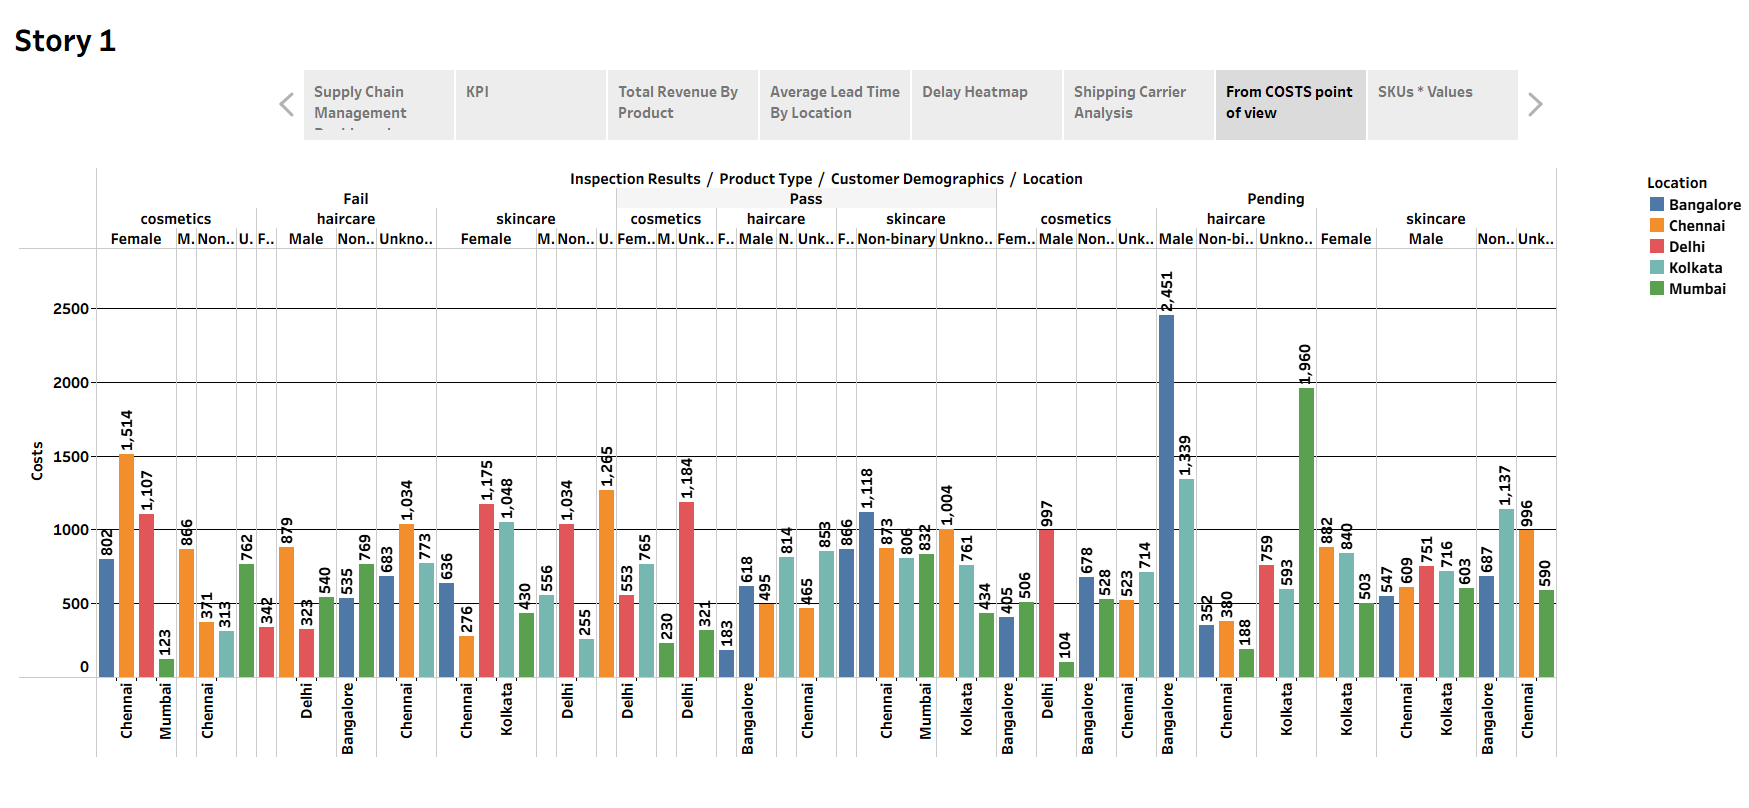 Story 1
Supply Chain
Management
KPI
Total Revenue By
Product
Average Lead Time
By Location
Delay Heatmap
Shipping Carrier
Analysis
From COSTS point
of view
SKUs * Values
Inspection Results / Product Type / Customer Demographics / Location
Fail Pass Pending
cosmetics haircare skincare cosmetics haircare skincare cosmetics haircare skincare
Female M. Non.. U. F.. Male Non.. Unkno.. Female M. Non.. U. Fem.. M. Unk.. F.. Male N. Unk.. F.. Non-binary Unkno.. Fem.. Male Non.. Unk.. Male Non-bi.. Unkno.. Female Male Non.. Unk..
Costs
2500
2000
1500
1000
500
0
802 1,514 1,107 123 866 371 313 762 342 879 323 540 535 769 683 1,034 773 636 276 1,175 1,048 430 556 1,034 255 1,265 553 765 230 1,184 321 183 618 495 814 465 853 866 1,118 873 806 832 1,004 761 434 405 506 997 104 678 528 523 714 2,451 1,339 352 380 188 759 593 1,960 882 840 503 547 609 751 716 603 687 1,137 996 590
Chennai Mumbai Chennai Delhi Bangalore Chennai Chennai Kolkata Delhi Delhi Delhi Bangalore Chennai Chennai Mumbai Kolkata Bangalore Delhi Bangalore Chennai Bangalore Chennai Kolkata Kolkata Chennai Kolkata Bangalore Chennai
Location
Bangalore
Chennai
Delhi
Kolkata
Mumbai